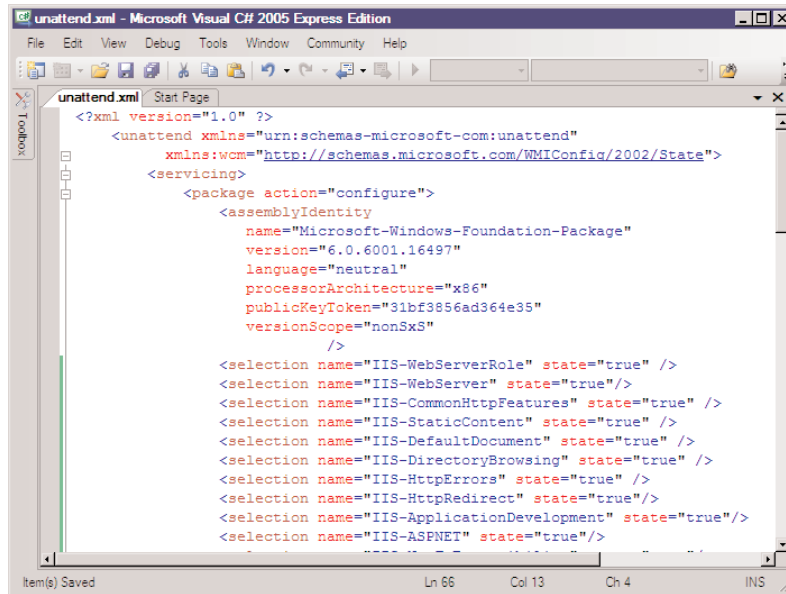 unattend.xml - Microsoft Visual C# 2005 Express Edition
File Edit View Debug Tools Window Community Help
unattend.xml Start Page
Toolbox
<?xml version="1.0" ?>
<unattend xmlns="urn:schemas-microsoft-com:unattend"
xmlns:wcm="http://schemas.microsoft.com/WMIConfig/2002/State">
<servicing>
<package action="configure">
<assemblyIdentity
name="Microsoft-Windows-Foundation-Package"
version="6.0.6001.16497"
language="neutral"
processorArchitecture="x86"
publicKeyToken="31bf3856ad364e35"
versionScope="nonSxS"
/>
<selection name="IIS-WebServerRole" state="true" />
<selection name="IIS-WebServer" state="true"/>
<selection name="IIS-CommonHttpFeatures" state="true" />
<selection name="IIS-StaticContent" state="true" />
<selection name="IIS-DefaultDocument" state="true" />
<selection name="IIS-DirectoryBrowsing" state="true" />
<selection name="IIS-HttpErrors" state="true" />
<selection name="IIS-HttpRedirect" state="true"/>
<selection name="IIS-ApplicationDevelopment" state="true"/>
<selection name="IIS-ASPNET" state="true"/>
Item(s) Saved Ln 66 Col 13 Ch 4 INS